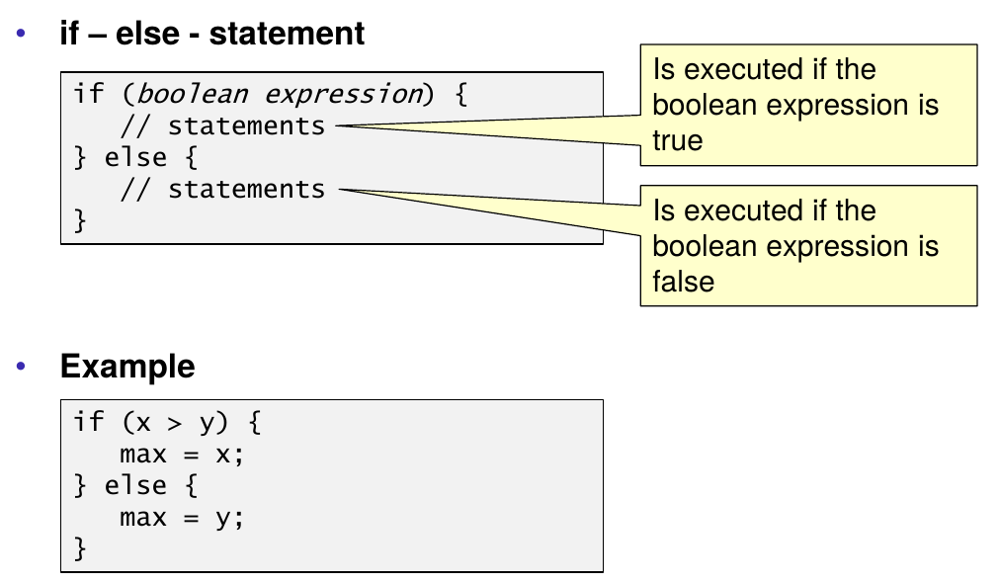 • if – else - statement
if (boolean expression) {
   // statements
} else {
   // statements
}
Is executed if the
boolean expression is
true
Is executed if the
boolean expression is
false
• Example
if (x > y) {
   max = x;
} else {
   max = y;
}